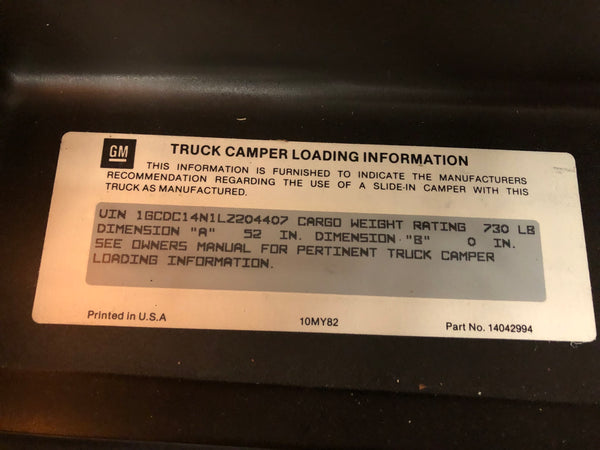 GM
TRUCK CAMPER LOADING INFORMATION
THIS INFORMATION IS FURNISHED TO INDICATE THE MANUFACTURERS
RECOMMENDATION REGARDING THE USE OF A SLIDE-IN CAMPER WITH THIS
TRUCK AS MANUFACTURED.
VIN 1GCDC14N1LZ204407 CARGO WEIGHT RATING 730 LB
DIMENSION "A" 52 IN. DIMENSION "B" 0 IN.
SEE OWNERS MANUAL FOR PERTINENT TRUCK CAMPER
LOADING INFORMATION.
Printed in U.S.A 10MY82 Part No. 14042994